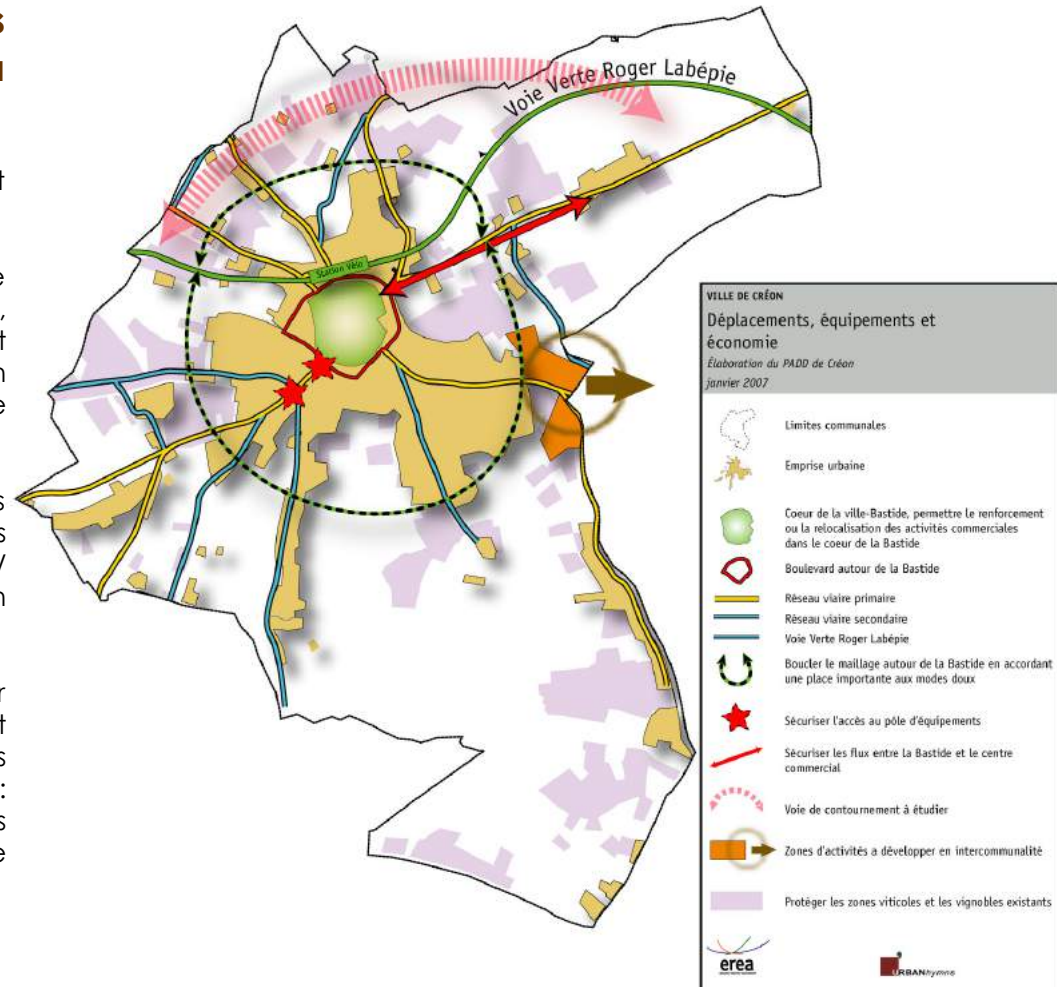 s
t
e
,
t
n
e
s
s
/
n
r
t
s
:
s
e
Voie Verte Roger Labépie
Station Vélo
VILLE DE CRÉON
Déplacements, équipements et
économie
Élaboration du PADD de Créon
janvier 2007
Limites communales
Emprise urbaine
Coeur de la ville-Bastide, permettre le renforcement
ou la relocalisation des activités commerciales
dans le coeur de la Bastide
Boulevard autour de la Bastide
Réseau viaire primaire
Réseau viaire secondaire
Voie Verte Roger Labépie
Boucler le maillage autour de la Bastide en accordant
une place importante aux modes doux
Sécuriser l'accès au pôle d'équipements
Sécuriser les flux entre la Bastide et le centre
commercial
Voie de contournement à étudier
Zones d'activités a développer en intercommunalité
Protéger les zones viticoles et les vignobles existants
erea
URBANhymns